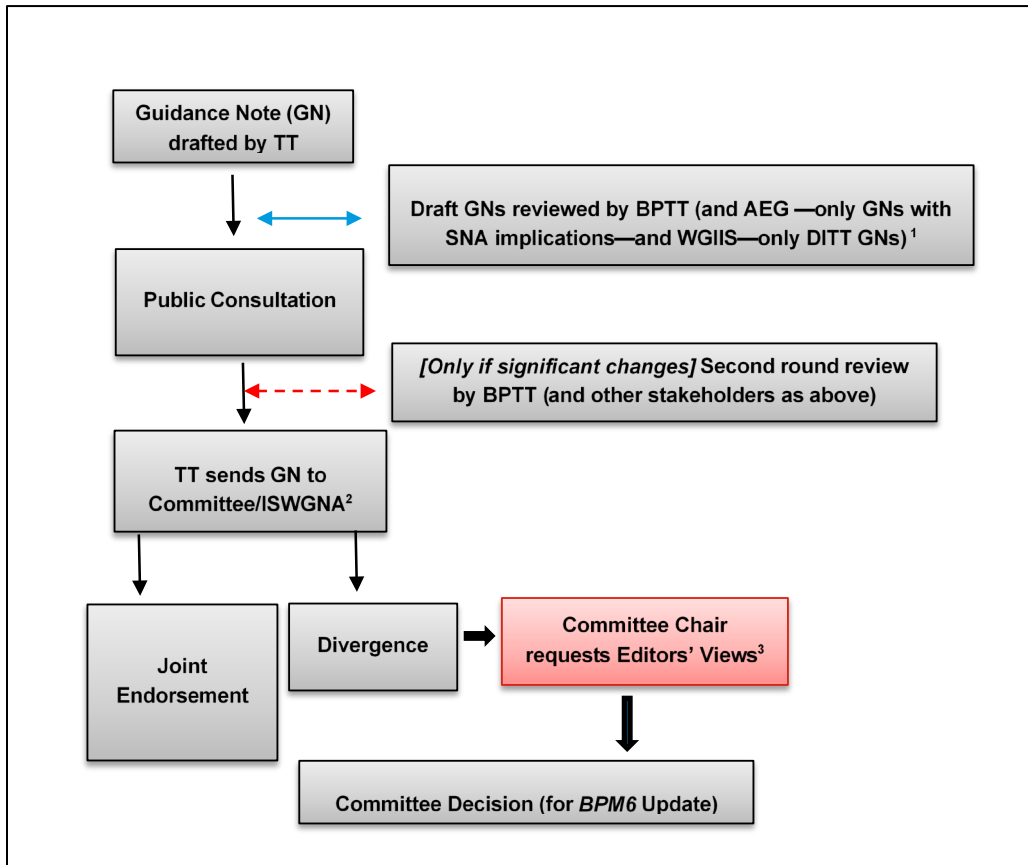 Guidance Note (GN)
drafted by TT
Draft GNs reviewed by BPTT (and AEG —only GNs with
SNA implications—and WGIIS—only DITT GNs) ¹
Public Consultation
[Only if significant changes] Second round review
by BPTT (and other stakeholders as above)
TT sends GN to
Committee/ISWGNA²
Joint
Endorsement
Divergence
Committee Chair
requests Editors’ Views³
Committee Decision (for BPM6 Update)